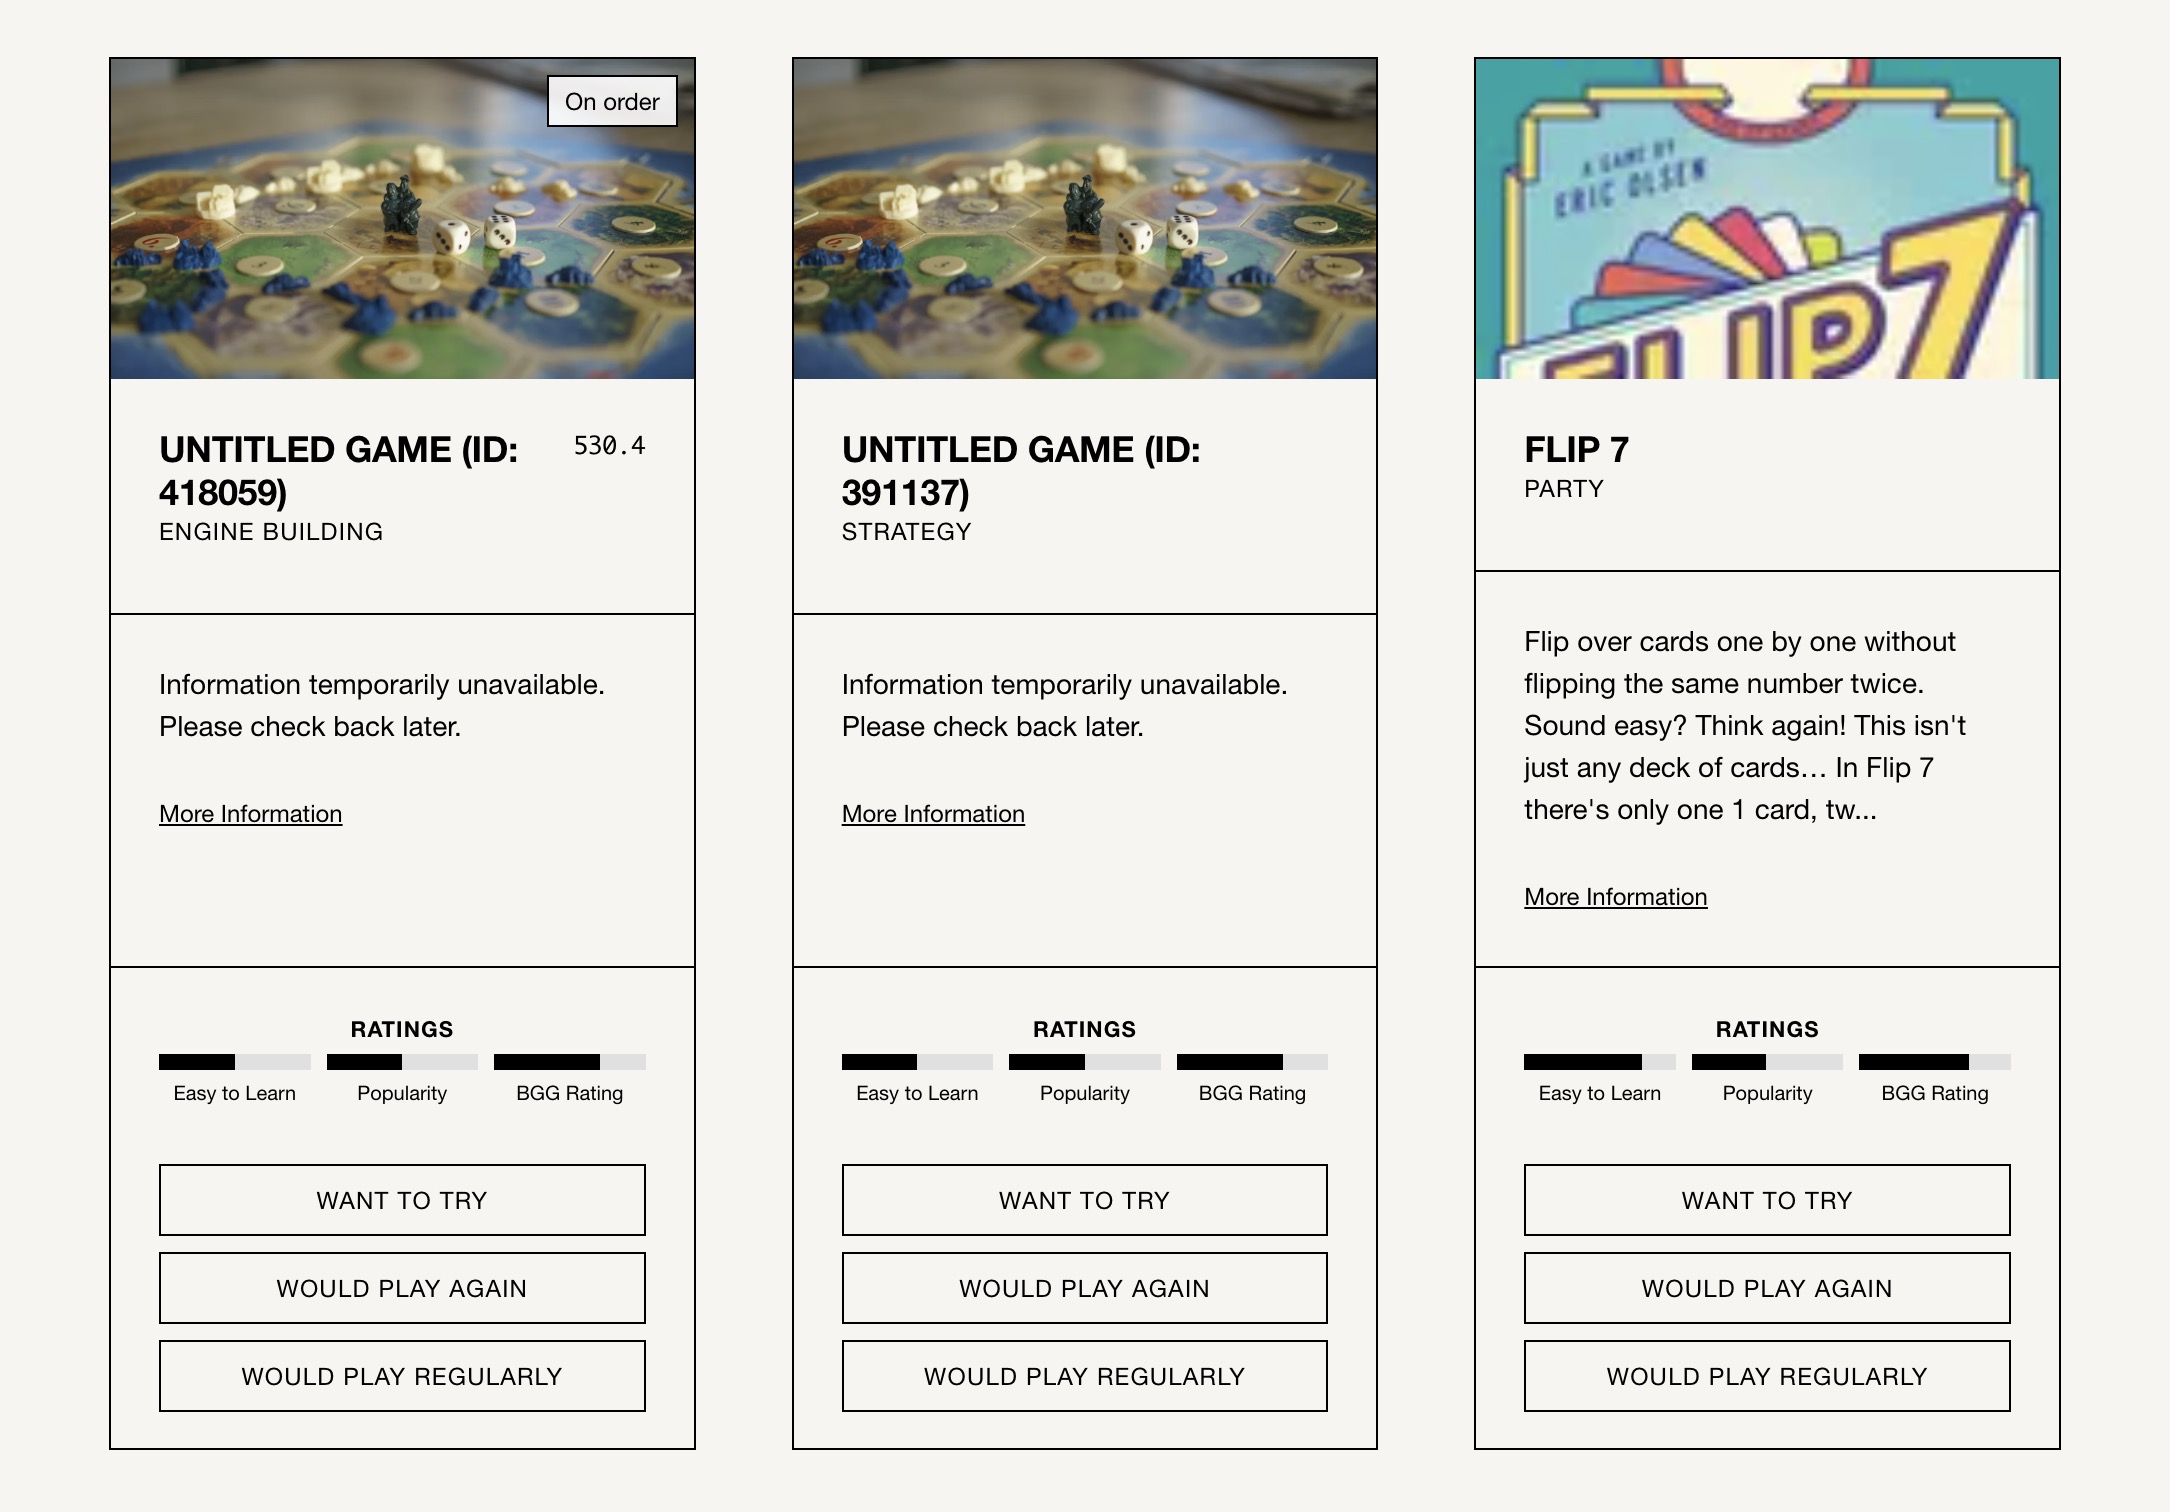 On order
UNTITLED GAME (ID:
418059)
530.4
ENGINE BUILDING
Information temporarily unavailable.
Please check back later.
More Information
RATINGS
Easy to Learn
Popularity
BGG Rating
WANT TO TRY
WOULD PLAY AGAIN
WOULD PLAY REGULARLY
UNTITLED GAME (ID:
391137)
STRATEGY
Information temporarily unavailable.
Please check back later.
More Information
RATINGS
Easy to Learn
Popularity
BGG Rating
WANT TO TRY
WOULD PLAY AGAIN
WOULD PLAY REGULARLY
A GAME BY
ERIC OLSEN
FLIP 7
FLIP 7
PARTY
Flip over cards one by one without
flipping the same number twice.
Sound easy? Think again! This isn't
just any deck of cards… In Flip 7
there's only one 1 card, tw...
More Information
RATINGS
Easy to Learn
Popularity
BGG Rating
WANT TO TRY
WOULD PLAY AGAIN
WOULD PLAY REGULARLY